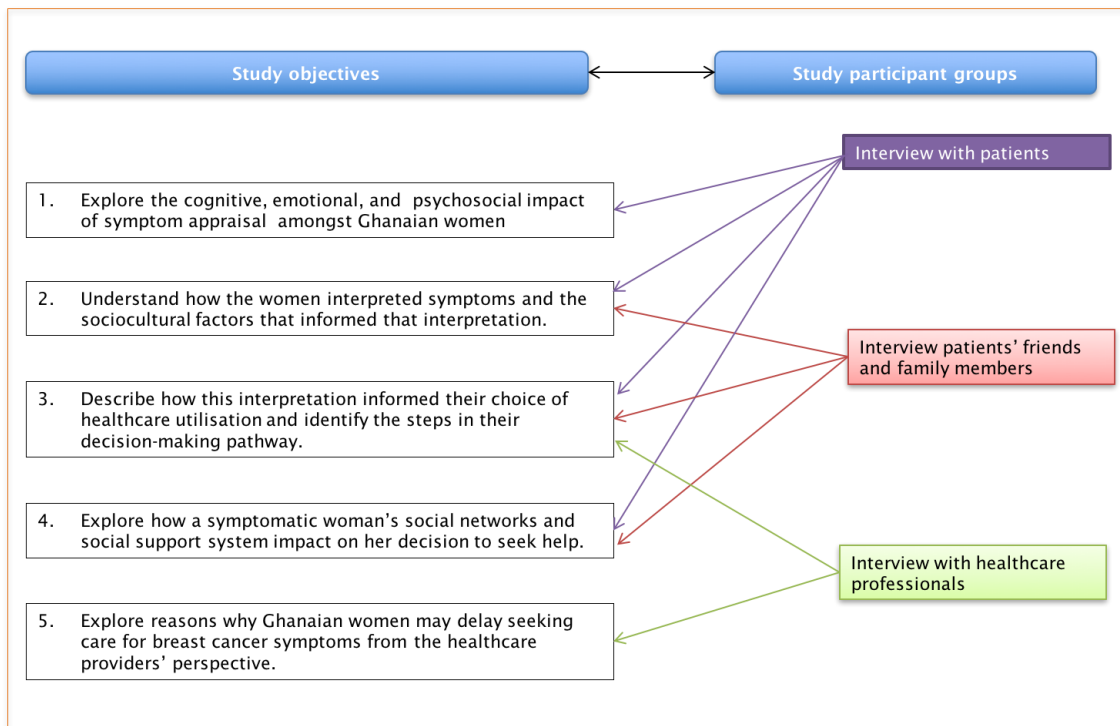 Study objectives
Study participant groups
Interview with patients
1. Explore the cognitive, emotional, and psychosocial impact
of symptom appraisal amongst Ghanaian women
2. Understand how the women interpreted symptoms and the
sociocultural factors that informed that interpretation.
Interview patients’ friends
and family members
3. Describe how this interpretation informed their choice of
healthcare utilisation and identify the steps in their
decision-making pathway.
4. Explore how a symptomatic woman’s social networks and
social support system impact on her decision to seek help.
Interview with healthcare
professionals
5. Explore reasons why Ghanaian women may delay seeking
care for breast cancer symptoms from the healthcare
providers’ perspective.